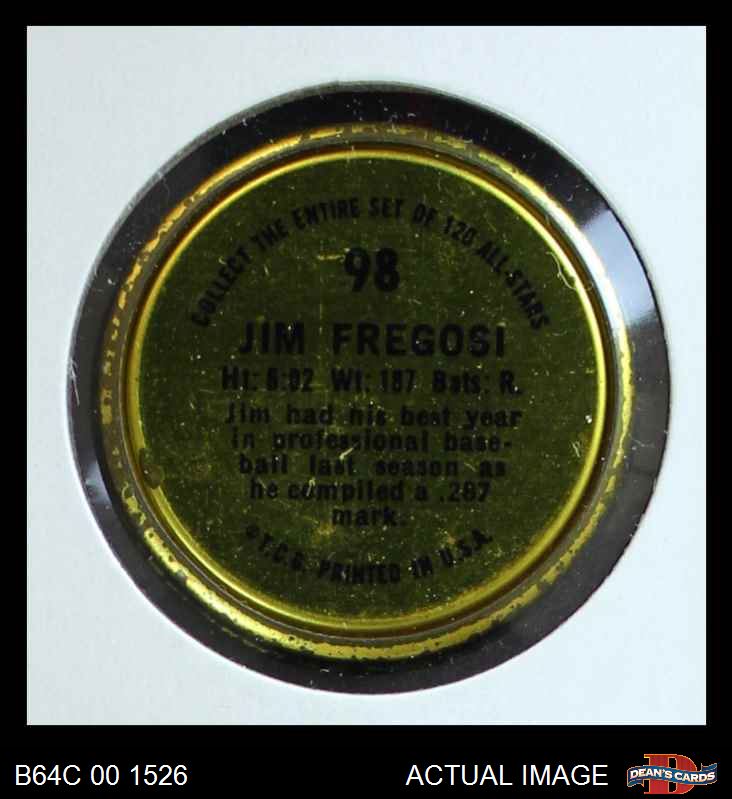 COLLECT THE ENTIRE SET OF 120 ALL-STARS
98
JIM FREGOSI
Ht: 6:02 Wt: 187 Bats: R.
Jim had his best year
in professional base-
ball last season as
he compiled a .287
mark.
©T.C.G. PRINTED IN U.S.A.
B64C 00 1526
ACTUAL IMAGE
D
DEAN'S CARDS